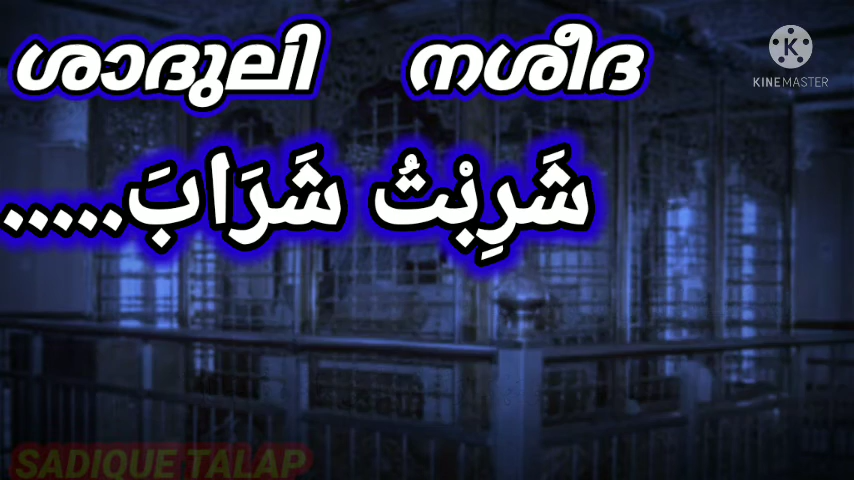 ശാദുലി നശീദ
K
KINEMASTER
شَرِبْتُ شَرَابَ.....
SADIQUE TALAP